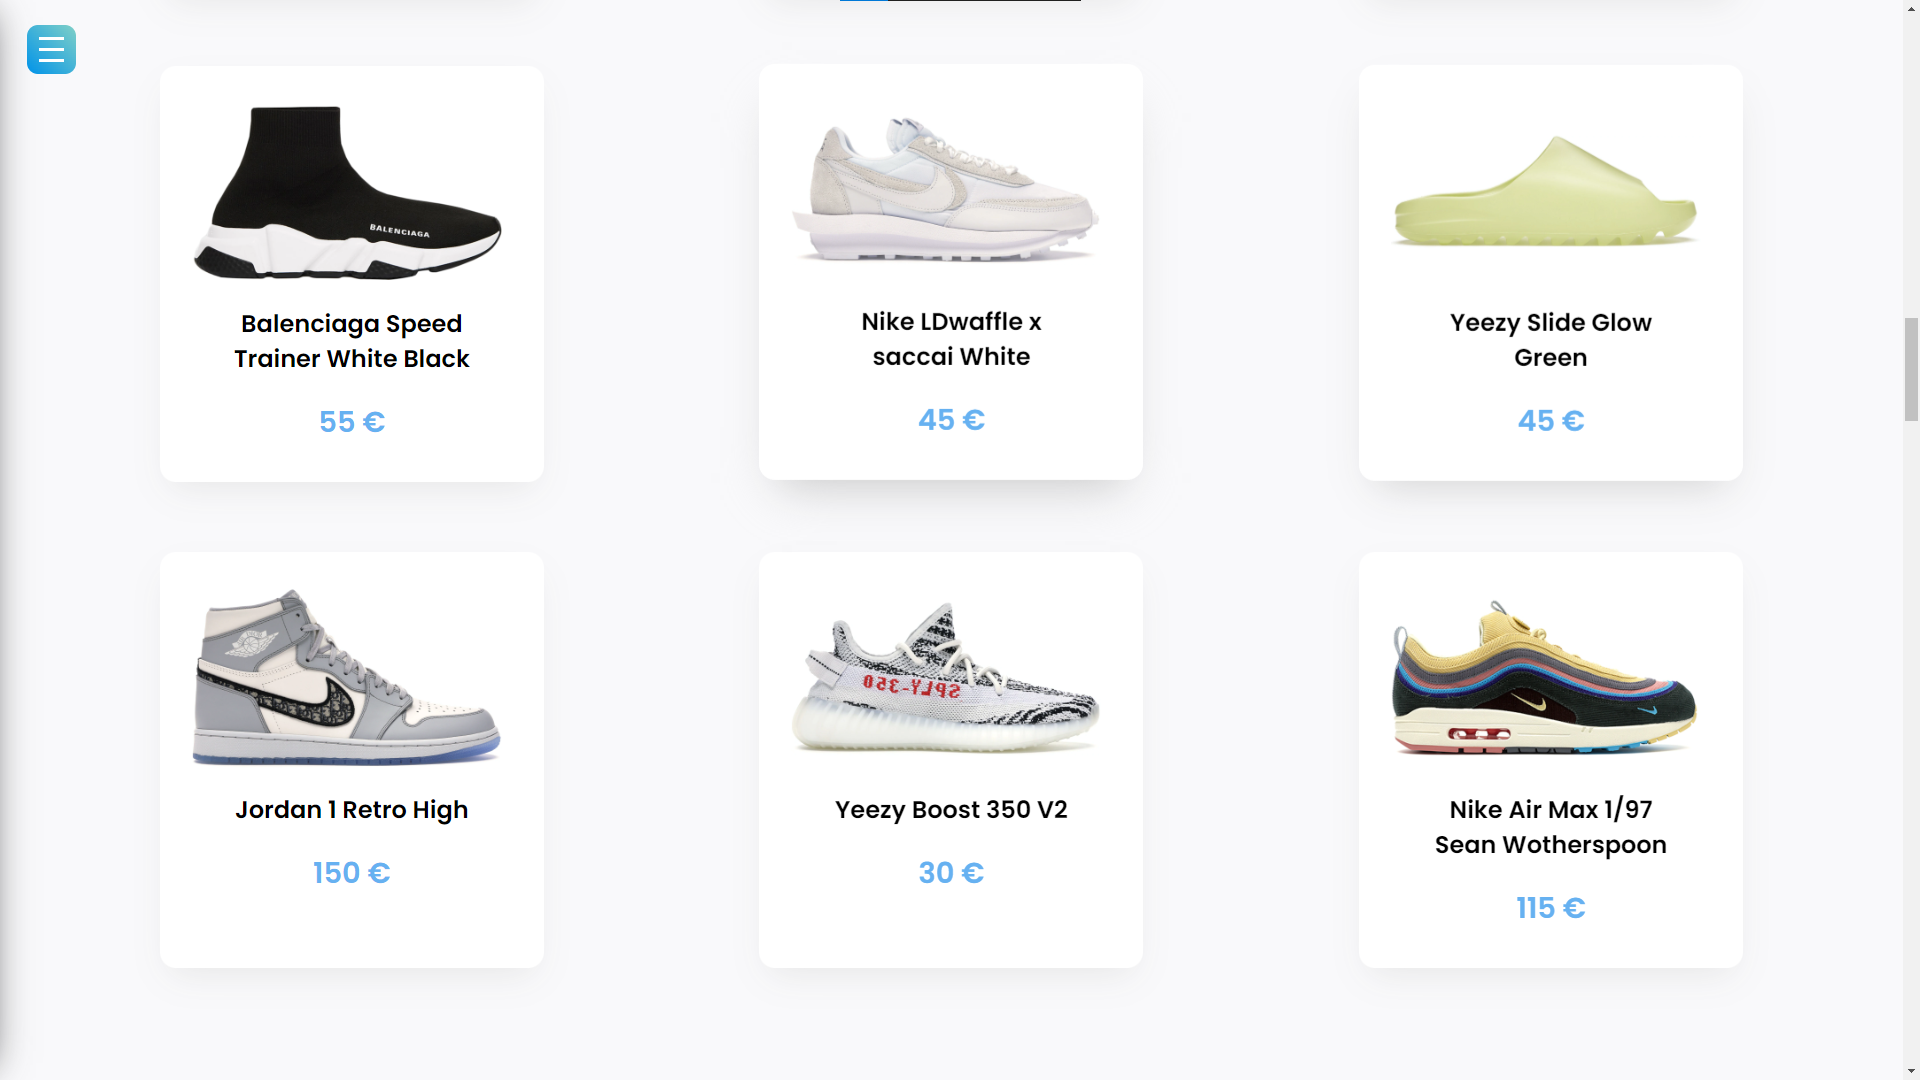 BALENCIAGA
Balenciaga Speed
Trainer White Black
55 €
Nike LDwaffle x
saccai White
45 €
Yeezy Slide Glow
Green
45 €
Jordan 1 Retro High
150 €
SPLY-350
Yeezy Boost 350 V2
30 €
Nike Air Max 1/97
Sean Wotherspoon
115 €